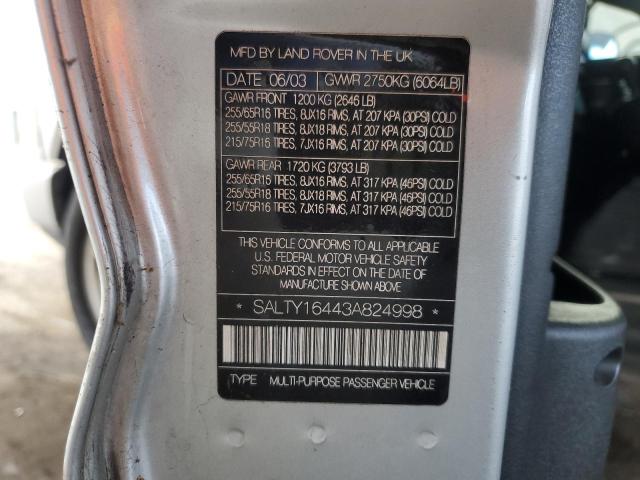 MFD BY LAND ROVER IN THE UK
DATE 06/03 GVWR 2750KG (6064LB)
GAWR FRONT 1200 KG (2646 LB)
255/65R16 TIRES, 8JX16 RIMS, AT 207 KPA (30PSI) COLD
255/55R18 TIRES, 8JX18 RIMS, AT 207 KPA (30PSI) COLD
215/75R16 TIRES, 7JX16 RIMS, AT 207 KPA (30PSI) COLD
GAWR REAR 1720 KG (3793 LB)
255/65R16 TIRES, 8JX16 RIMS, AT 317 KPA (46PSI) COLD
255/55R18 TIRES, 8JX18 RIMS, AT 317 KPA (46PSI) COLD
215/75R16 TIRES, 7JX16 RIMS, AT 317 KPA (46PSI) COLD
THIS VEHICLE CONFORMS TO ALL APPLICABLE
U.S. FEDERAL MOTOR VEHICLE SAFETY
STANDARDS IN EFFECT ON THE DATE OF
MANUFACTURE SHOWN ABOVE
* SALTY16443A824998 *
TYPE MULTI-PURPOSE PASSENGER VEHICLE